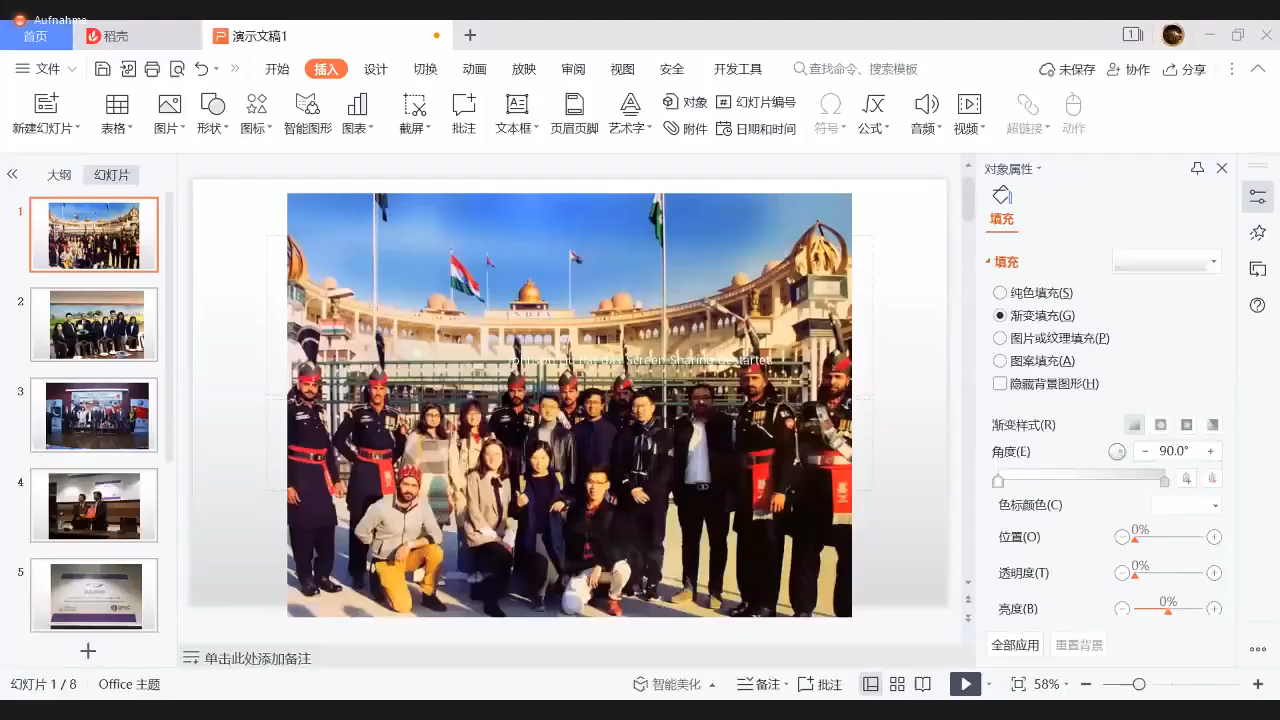 Aufnahme
首页
稻壳
演示文稿1
文件
开始
插入
设计
切换
动画
放映
审阅
视图
安全
开发工具
查找命令、搜索模板
未保存
协作
分享
新建幻灯片
表格
图片
形状
图标
智能图形
图表
截屏
批注
文本框
页眉页脚
艺术字
对象
幻灯片编号
附件
日期和时间
符号
公式
音频
视频
超链接
动作
大纲
幻灯片
1
2
3
4
5
INDIA
单击此处添加备注
对象属性
填充
填充
纯色填充(S)
渐变填充(G)
图片或纹理填充(P)
图案填充(A)
隐藏背景图形(H)
渐变样式(R)
角度(E)
90.0°
色标颜色(C)
位置(O)
0%
透明度(T)
0%
亮度(B)
0%
全部应用
重置背景
幻灯片 1 / 8
Office 主题
智能美化
备注
批注
58%